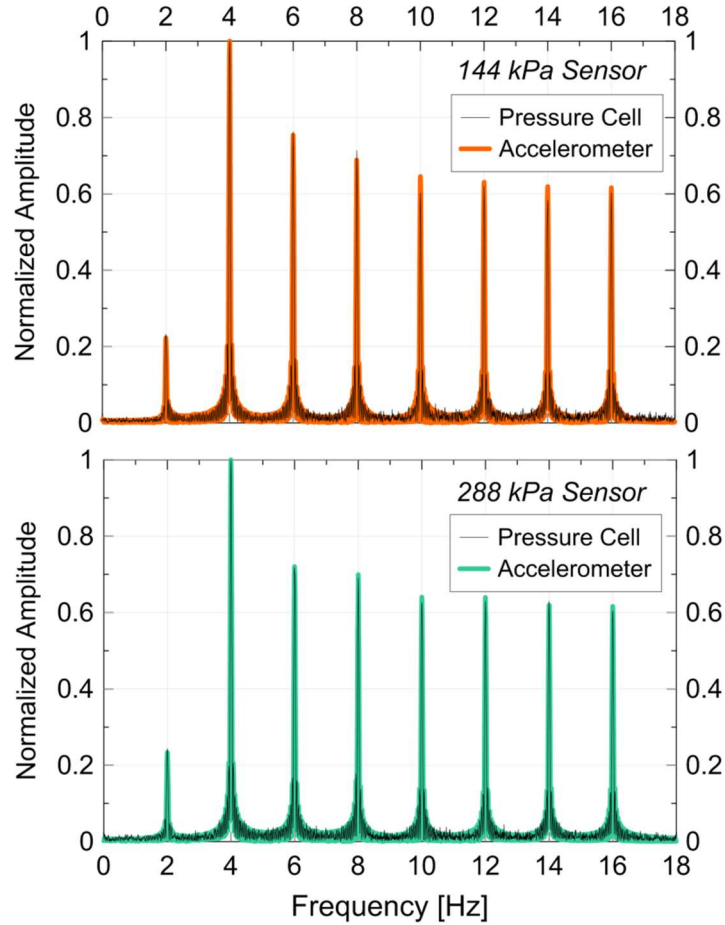 0 2 4 6 8 10 12 14 16 18
144 kPa Sensor
Pressure Cell
Accelerometer
Normalized Amplitude
1 1
0.8 0.8
0.6 0.6
0.4 0.4
0.2 0.2
0 0
288 kPa Sensor
Pressure Cell
Accelerometer
Normalized Amplitude
1 1
0.8 0.8
0.6 0.6
0.4 0.4
0.2 0.2
0 0
0 2 4 6 8 10 12 14 16 18
Frequency [Hz]